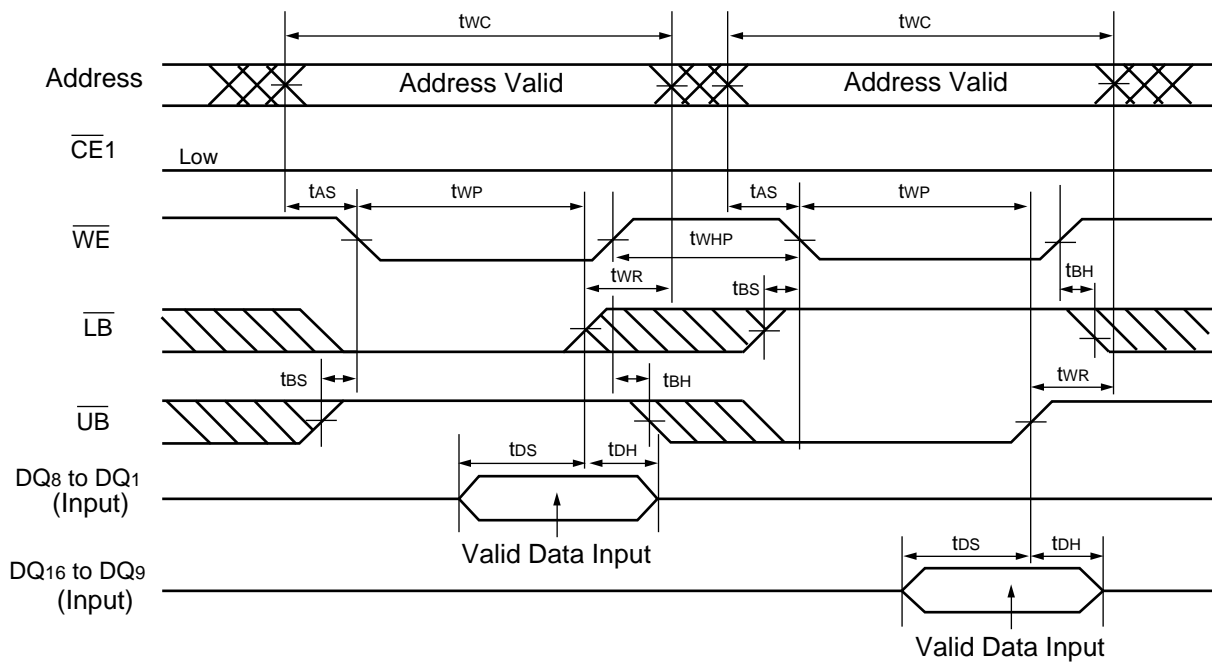 tWC tWC
Address Address Valid Address Valid
CE1 Low
tAS tWP tAS tWP
WE tWHP
tWR tBS tBH
LB
tBS tBH tWR
UB
tDS tDH
DQ8 to DQ1
(Input)
Valid Data Input
tDS tDH
DQ16 to DQ9
(Input)
Valid Data Input